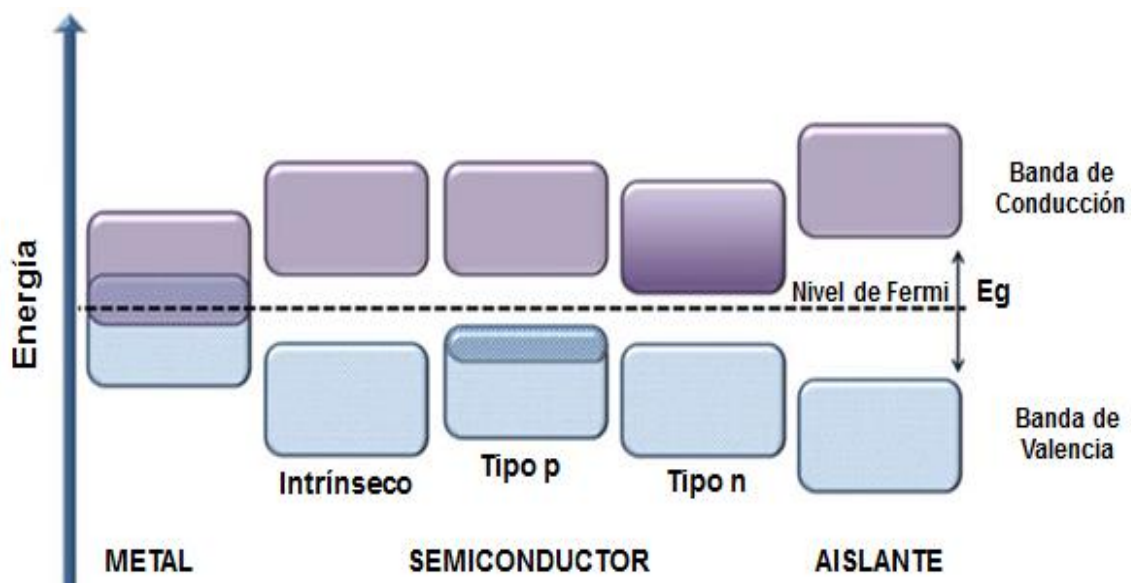 Energía
Banda de
Conducción
Nivel de Fermi
Eg
Banda de
Valencia
Intrínseco
Tipo p
Tipo n
METAL
SEMICONDUCTOR
AISLANTE